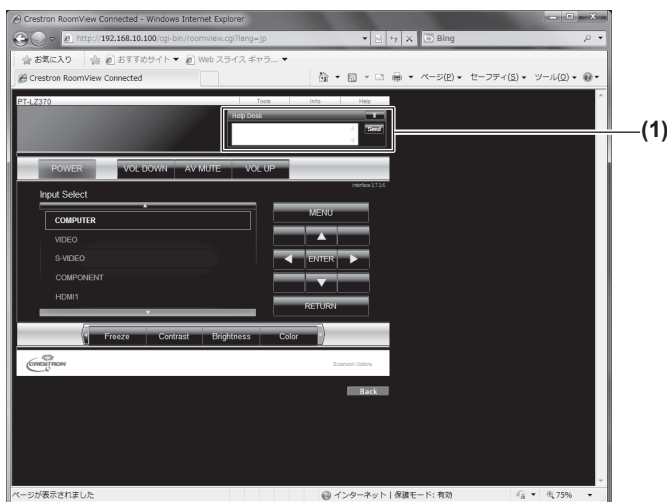 Crestron RoomView Connected - Windows Internet Explorer
http://192.168.10.100/cgi-bin/roomview.cgi?lang=jp
Bing
お気に入り
おすすめサイト ▼
Web スライス ギャラ... ▼
Crestron RoomView Connected
ページ(P) ▼ セーフティ(S) ▼ ツール(O) ▼
PT-LZ370
Tools
Info
Help
Help Desk
X
Send
(1)
POWER
VOL DOWN
AV MUTE
VOL UP
Interface 2.7.2.6
Input Select
COMPUTER
VIDEO
S-VIDEO
COMPONENT
HDMI1
MENU
ENTER
RETURN
Freeze
Contrast
Brightness
Color
CRESTRON
Expansion Options
Back
ページが表示されました
インターネット | 保護モード: 有効
75%